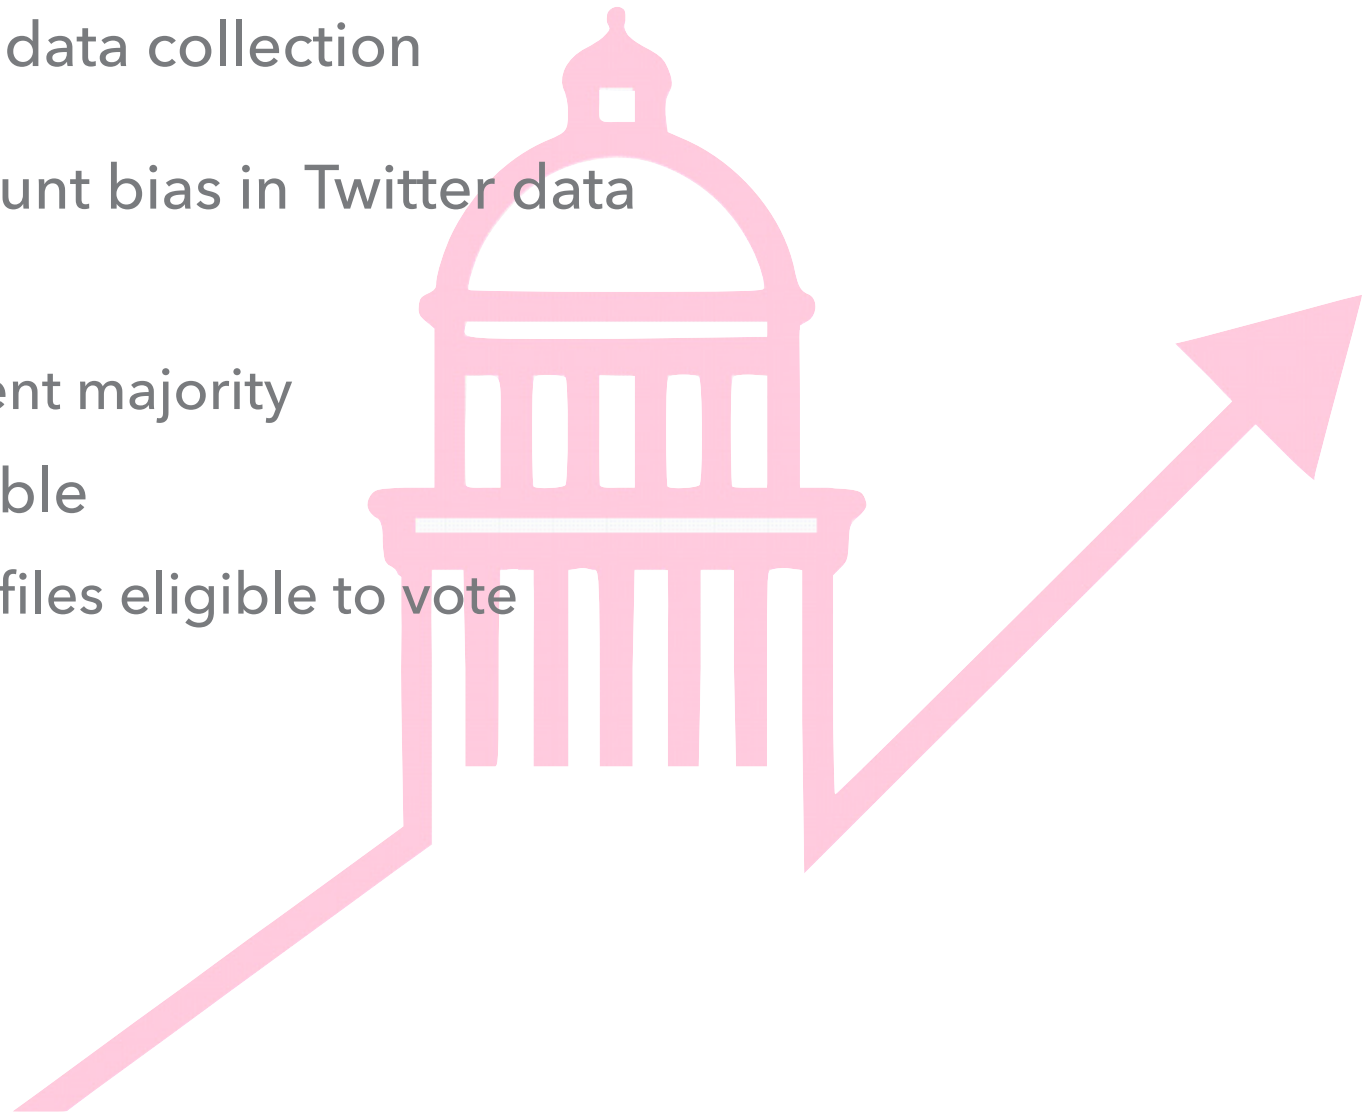 data collection
unt bias in Twitter data
ent majority
ble
files eligible to vote